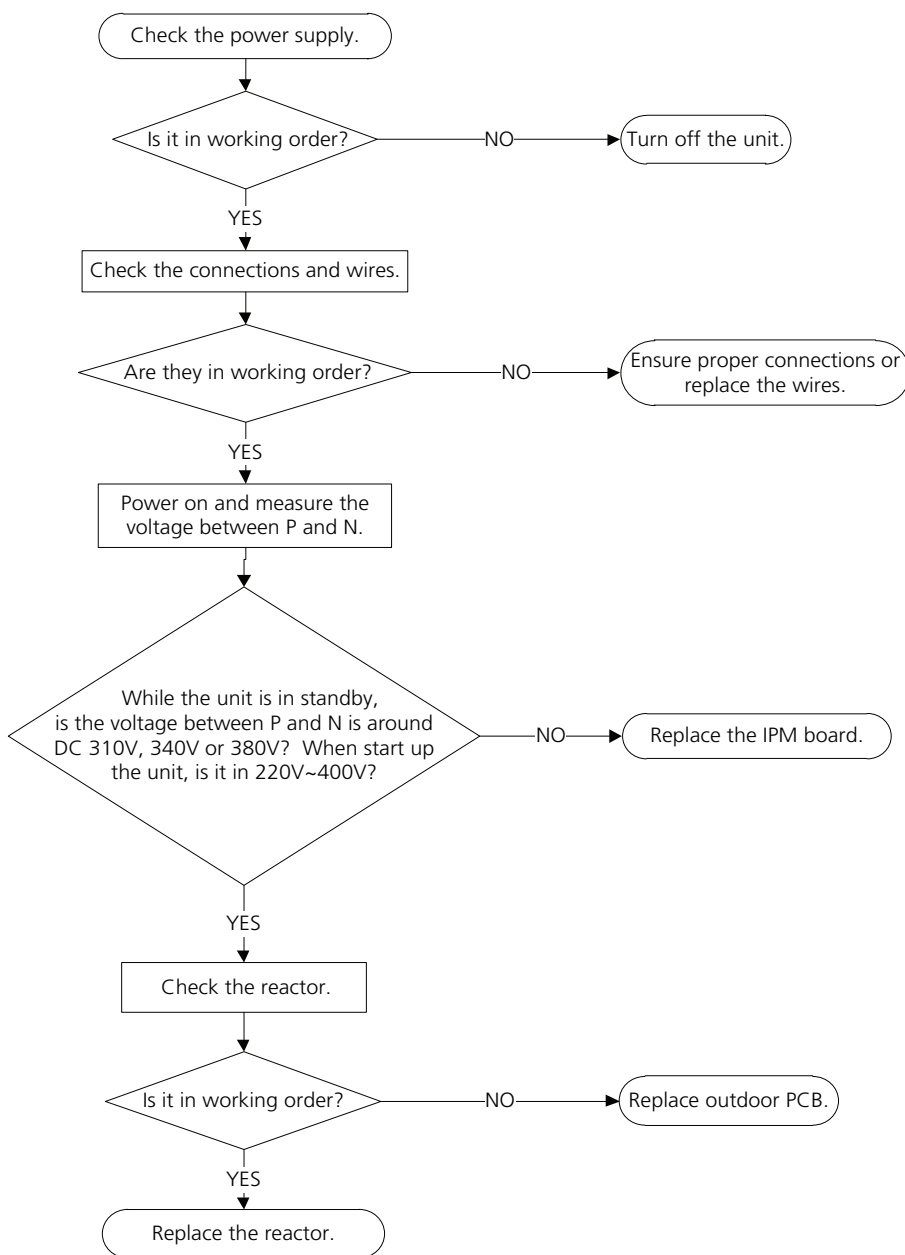 Check the power supply.
Is it in working order?
NO
Turn off the unit.
YES
Check the connections and wires.
Are they in working order?
NO
Ensure proper connections or
replace the wires.
YES
Power on and measure the
voltage between P and N.
While the unit is in standby,
is the voltage between P and N is around
DC 310V, 340V or 380V?  When start up
the unit, is it in 220V~400V?
NO
Replace the IPM board.
YES
Check the reactor.
Is it in working order?
NO
Replace outdoor PCB.
YES
Replace the reactor.